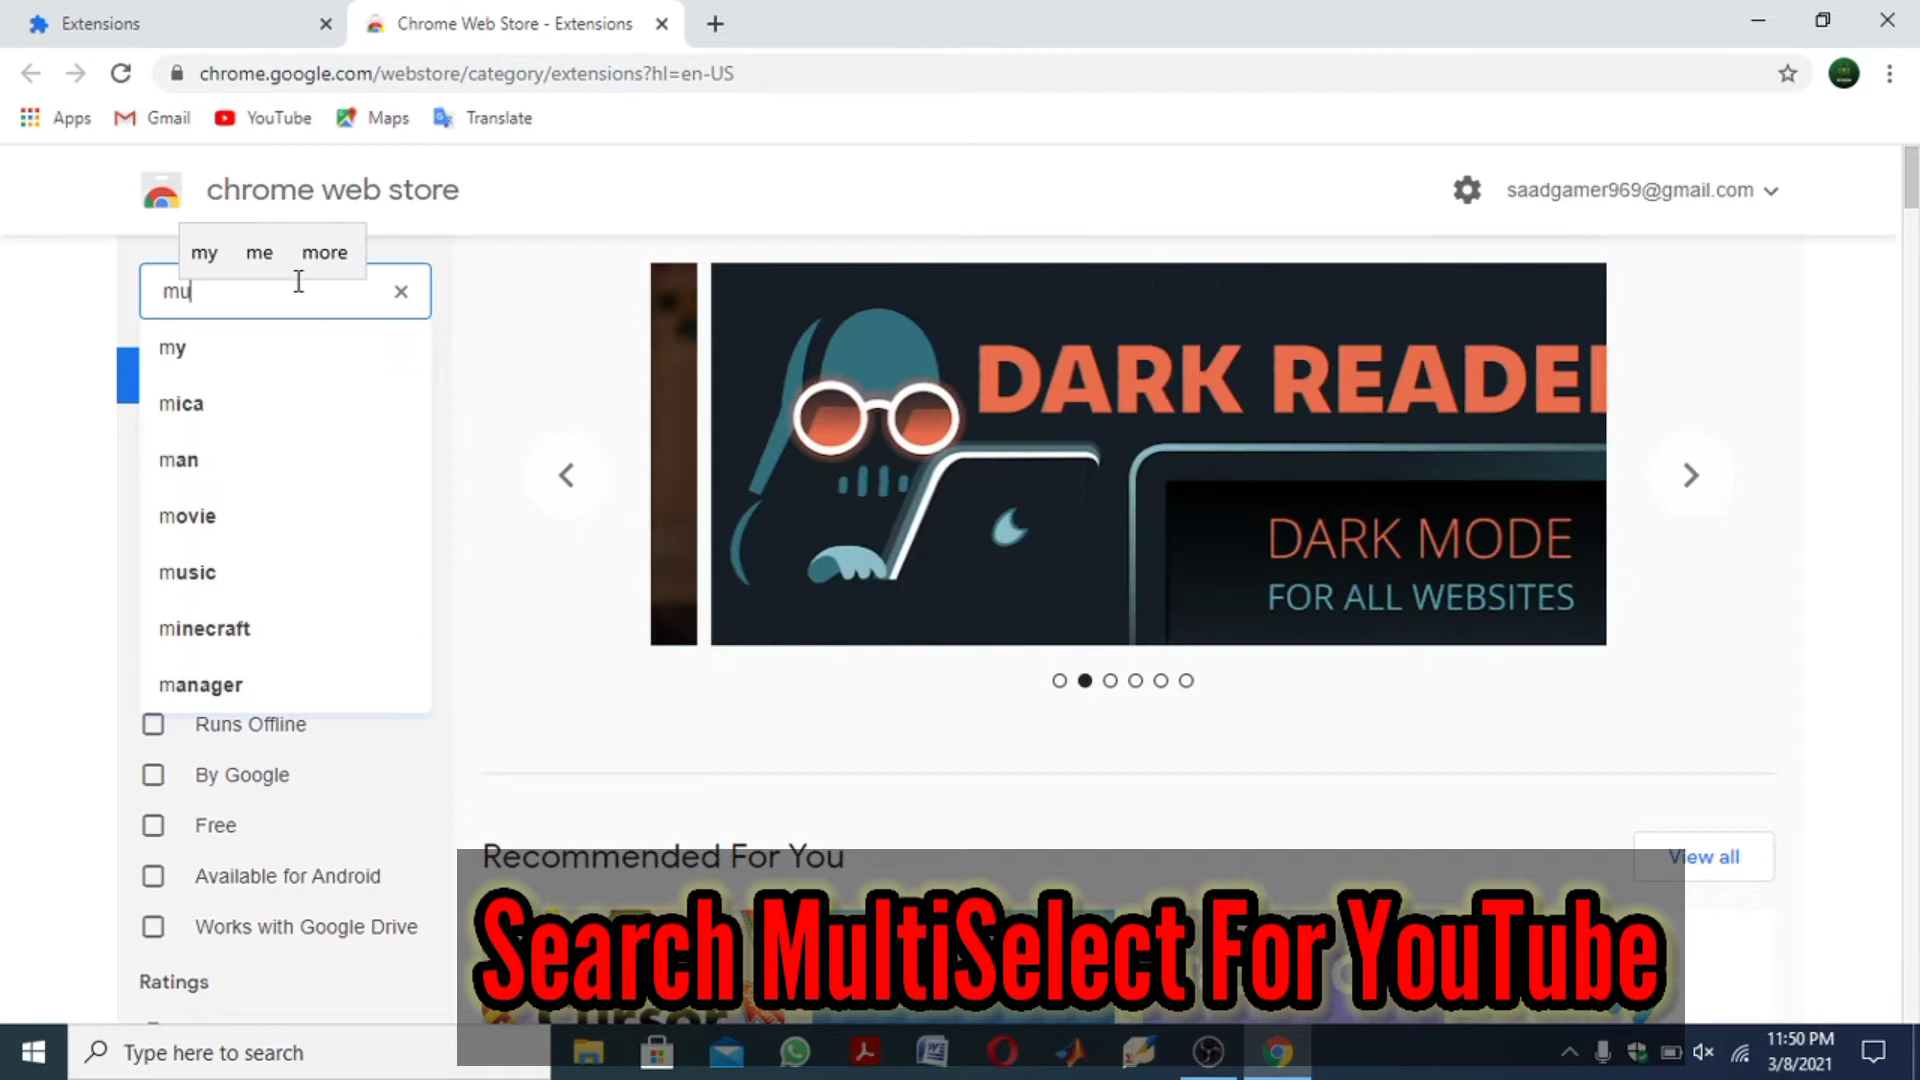 Extensions
Chrome Web Store - Extensions
chrome.google.com/webstore/category/extensions?hl=en-US
Apps
Gmail
YouTube
Maps
Translate
chrome web store
saadgamer969@gmail.com
my me more
mu
my
mica
man
movie
music
minecraft
manager
Runs Offline
By Google
Free
Available for Android
Works with Google Drive
Ratings
DARK READER
DARK MODE
FOR ALL WEBSITES
Recommended For You
View all
Search MultiSelect For YouTube
Cursor
Type here to search
11:50 PM
3/8/2021